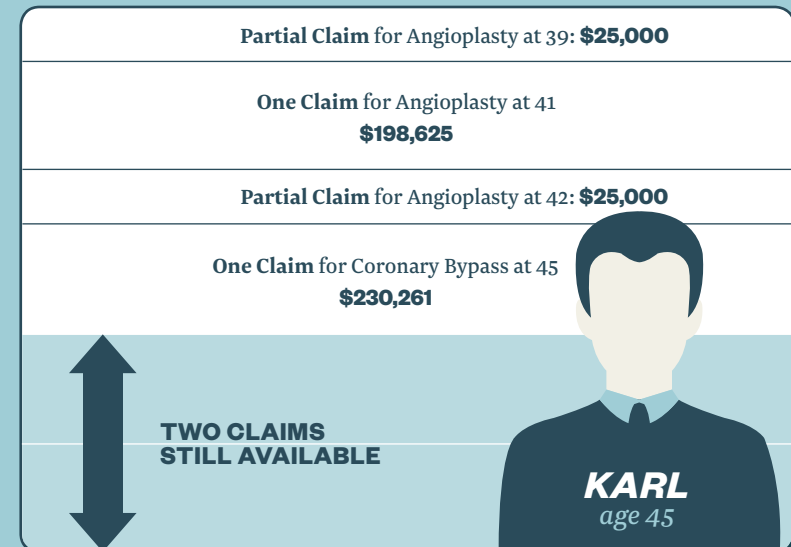 Partial Claim for Angioplasty at 39: $25,000
One Claim for Angioplasty at 41
$198,625
Partial Claim for Angioplasty at 42: $25,000
One Claim for Coronary Bypass at 45
$230,261
TWO CLAIMS
STILL AVAILABLE
KARL
age 45